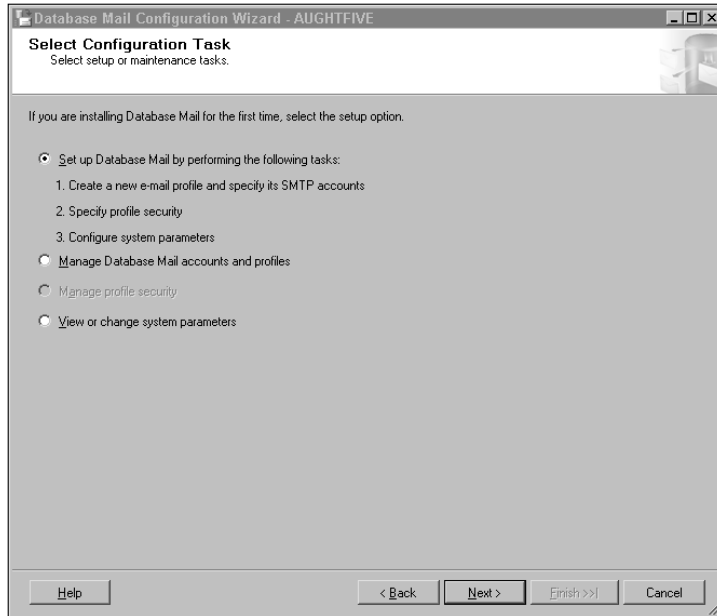 Database Mail Configuration Wizard - AUGHTFIVE
Select Configuration Task
Select setup or maintenance tasks.
If you are installing Database Mail for the first time, select the setup option.
Set up Database Mail by performing the following tasks:
1. Create a new e-mail profile and specify its SMTP accounts
2. Specify profile security
3. Configure system parameters
Manage Database Mail accounts and profiles
Manage profile security
View or change system parameters
Help < Back Next > Finish >>| Cancel